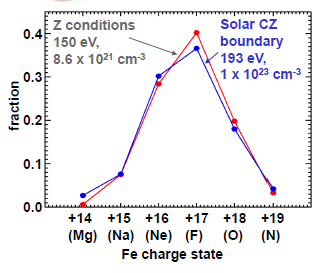 Z conditions
150 eV,
8.6 x 10²¹ cm⁻³
Solar CZ
boundary
193 eV,
1 x 10²³ cm⁻³
fraction
0.4
0.3
0.2
0.1
0.0
+14 +15 +16 +17 +18 +19
(Mg) (Na) (Ne) (F) (O) (N)
Fe charge state